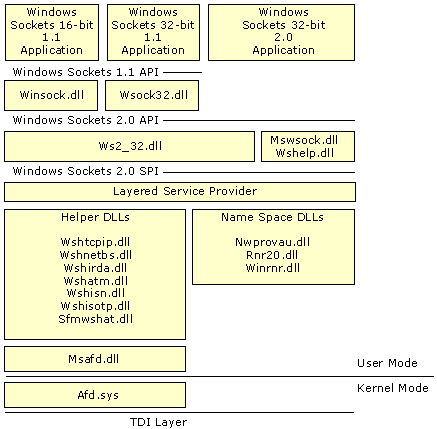 Windows
Sockets 16-bit
1.1
Application
Windows
Sockets 32-bit
1.1
Application
Windows
Sockets 32-bit
2.0
Application
Windows Sockets 1.1 API
Winsock.dll
Wsock32.dll
Windows Sockets 2.0 API
Ws2_32.dll
Mswsock.dll
Wshelp.dll
Windows Sockets 2.0 SPI
Layered Service Provider
Helper DLLs
Wshtcpip.dll
Wshnetbs.dll
Wshirda.dll
Wshatm.dll
Wshisn.dll
Wshisotp.dll
Sfmwshat.dll
Name Space DLLs
Nwprovau.dll
Rnr20.dll
Winrnr.dll
Msafd.dll
User Mode
Kernel Mode
Afd.sys
TDI Layer